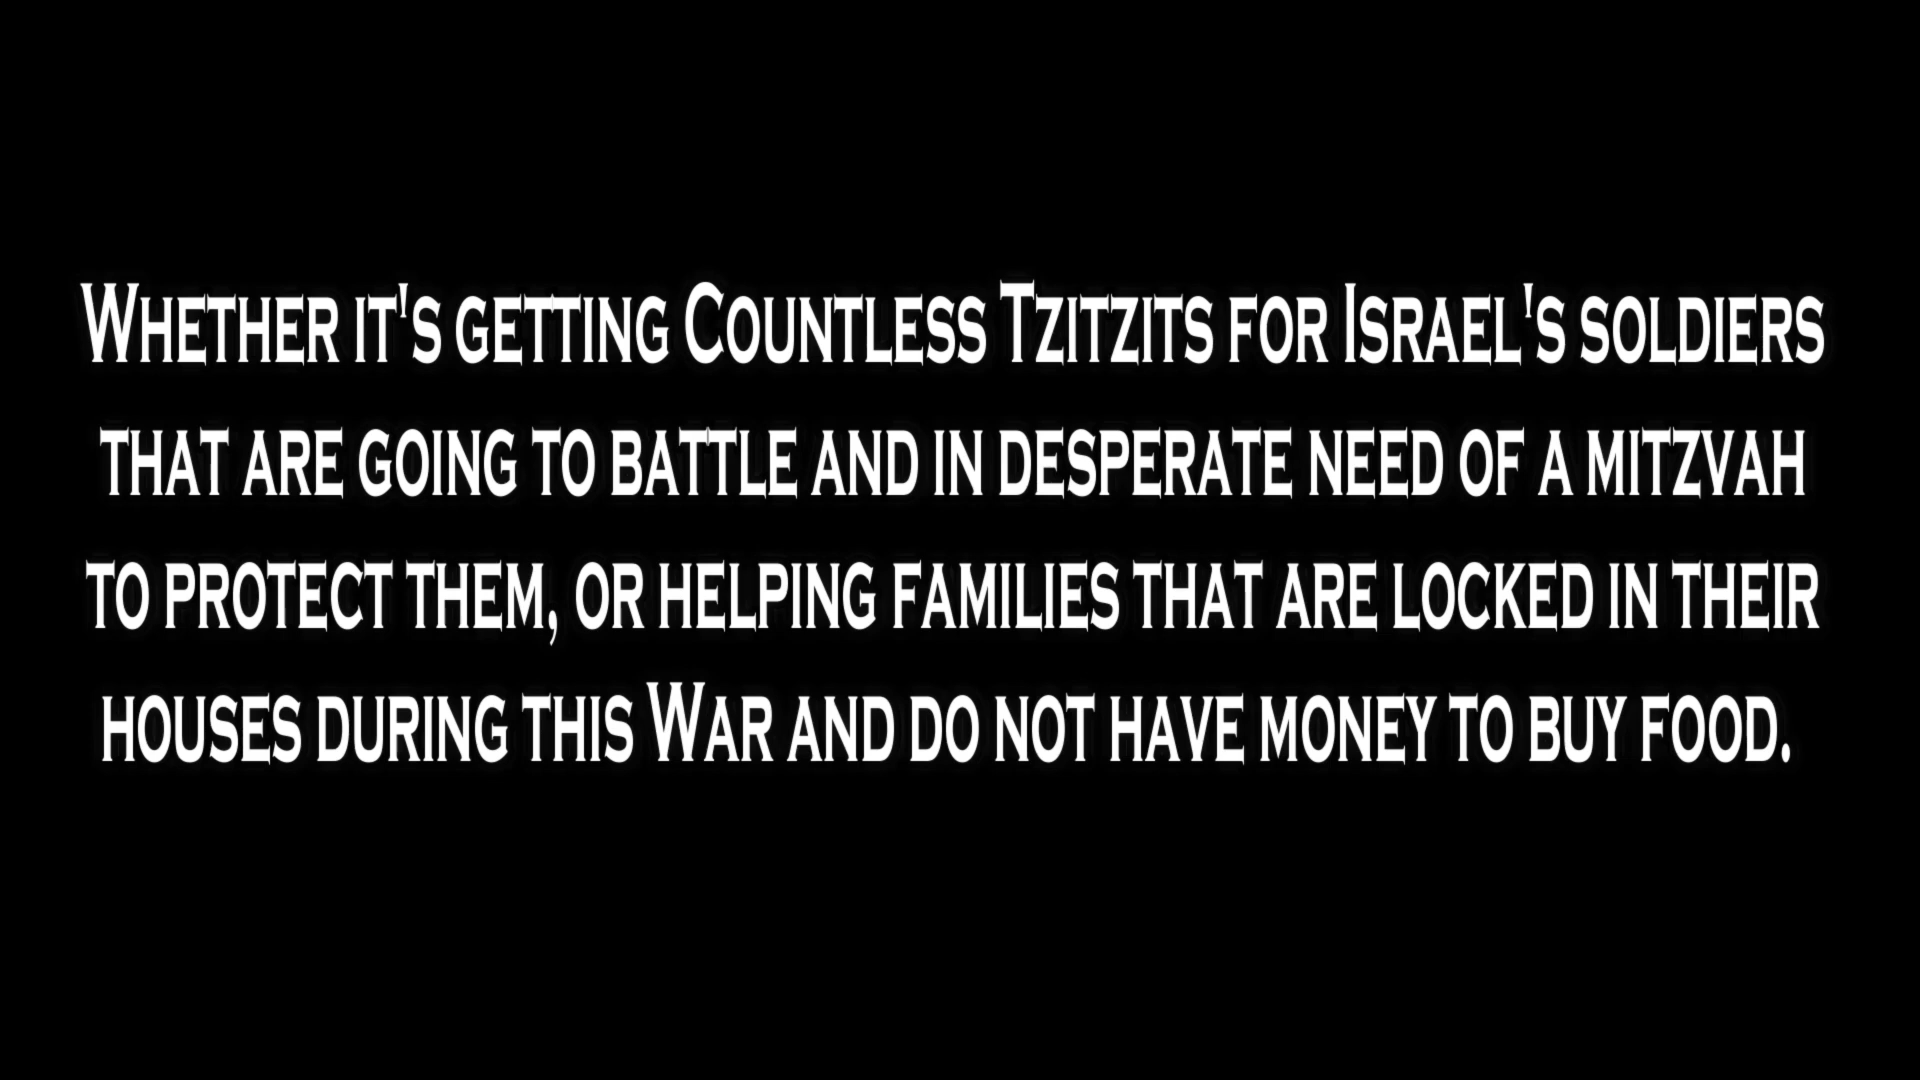 Whether it's getting Countless Tzitzits for Israel's soldiers
that are going to battle and in desperate need of a mitzvah
to protect them, or helping families that are locked in their
houses during this War and do not have money to buy food.